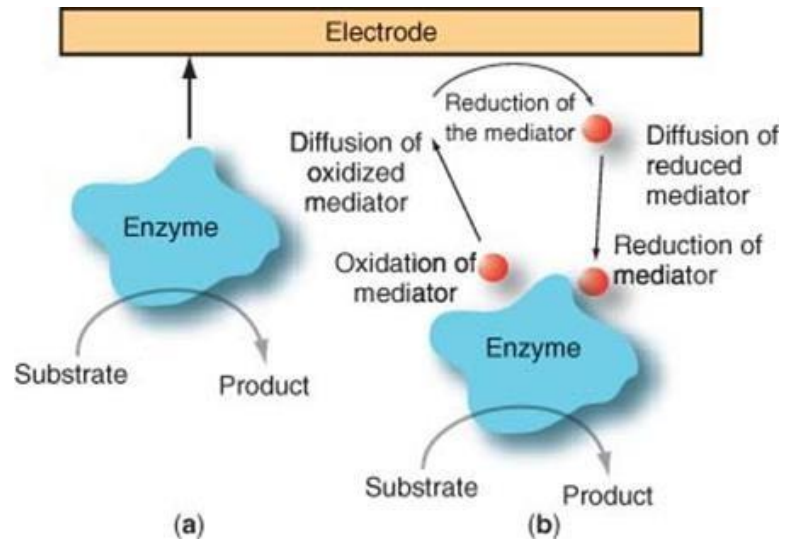 Electrode
Enzyme
Substrate
Product
(a)
Reduction of
the mediator
Diffusion of
oxidized
mediator
Diffusion of
reduced
mediator
Oxidation of
mediator
Reduction of
mediator
Enzyme
Substrate
Product
(b)